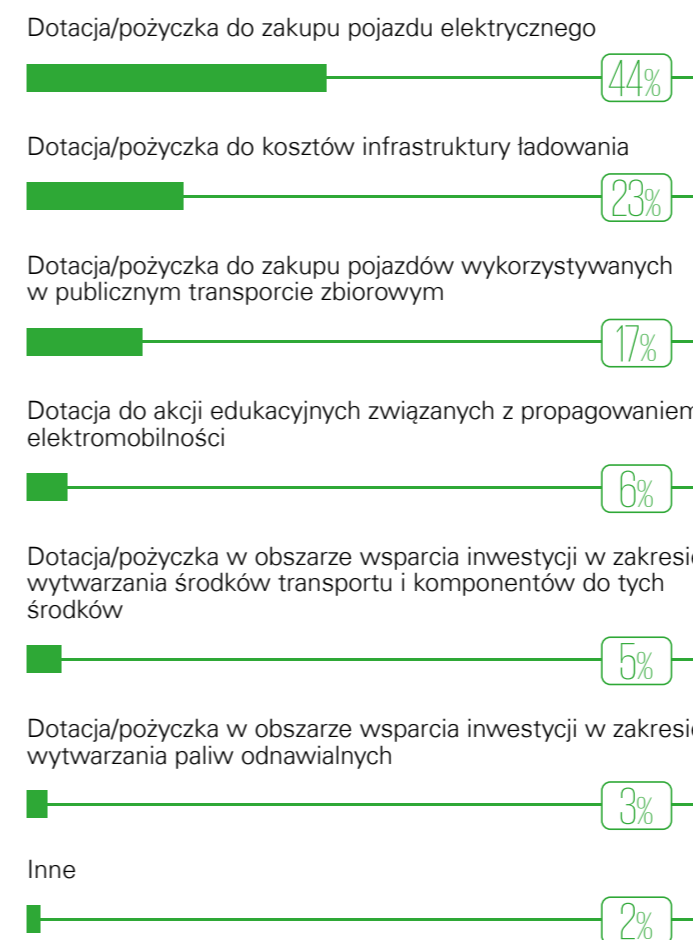 Dotacja/pożyczka do zakupu pojazdu elektrycznego
44%
Dotacja/pożyczka do kosztów infrastruktury ładowania
23%
Dotacja/pożyczka do zakupu pojazdów wykorzystywanych
w publicznym transporcie zbiorowym
17%
Dotacja do akcji edukacyjnych związanych z propagowaniem
elektromobilności
6%
Dotacja/pożyczka w obszarze wsparcia inwestycji w zakresie
wytwarzania środków transportu i komponentów do tych
środków
5%
Dotacja/pożyczka w obszarze wsparcia inwestycji w zakresie
wytwarzania paliw odnawialnych
3%
Inne
2%